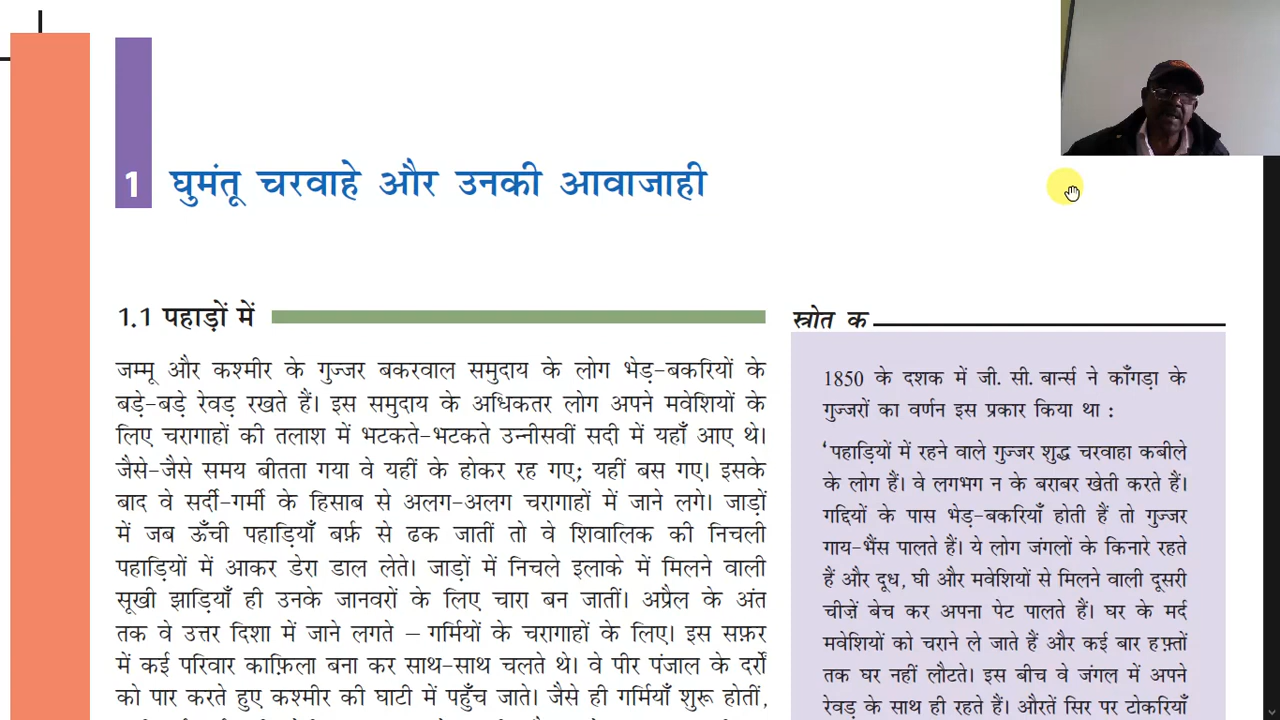 1 घुमंतू चरवाहे और उनकी आवाजाही
1.1 पहाड़ों में
जम्मू और कश्मीर के गुज्जर बकरवाल समुदाय के लोग भेड़-बकरियों के
बड़े-बड़े रेवड़ रखते हैं। इस समुदाय के अधिकतर लोग अपने मवेशियों के
लिए चरागाहों की तलाश में भटकते-भटकते उन्नीसवीं सदी में यहाँ आए थे।
जैसे-जैसे समय बीतता गया वे यहीं के होकर रह गए; यहीं बस गए। इसके
बाद वे सर्दी-गर्मी के हिसाब से अलग-अलग चरागाहों में जाने लगे। जाड़ों
में जब ऊँची पहाड़ियाँ बर्फ़ से ढक जातीं तो वे शिवालिक की निचली
पहाड़ियों में आकर डेरा डाल लेते। जाड़ों में निचले इलाके में मिलने वाली
सूखी झाड़ियाँ ही उनके जानवरों के लिए चारा बन जातीं। अप्रैल के अंत
तक वे उत्तर दिशा में जाने लगते – गर्मियों के चरागाहों के लिए। इस सफ़र
में कई परिवार काफ़िला बना कर साथ-साथ चलते थे। वे पीर पंजाल के दर्रों
को पार करते हुए कश्मीर की घाटी में पहुँच जाते। जैसे ही गर्मियाँ शुरू होतीं,
स्त्रोत क
1850 के दशक में जी. सी. बार्न्स ने काँगड़ा के
गुज्जरों का वर्णन इस प्रकार किया था :
‘पहाड़ियों में रहने वाले गुज्जर शुद्ध चरवाहा कबीले
के लोग हैं। वे लगभग न के बराबर खेती करते हैं।
गद्दियों के पास भेड़-बकरियाँ होती हैं तो गुज्जर
गाय-भैंस पालते हैं। ये लोग जंगलों के किनारे रहते
हैं और दूध, घी और मवेशियों से मिलने वाली दूसरी
चीज़ें बेच कर अपना पेट पालते हैं। घर के मर्द
मवेशियों को चराने ले जाते हैं और कई बार हफ़्तों
तक घर नहीं लौटते। इस बीच वे जंगल में अपने
रेवड़ के साथ ही रहते हैं। औरतें सिर पर टोकरियाँ